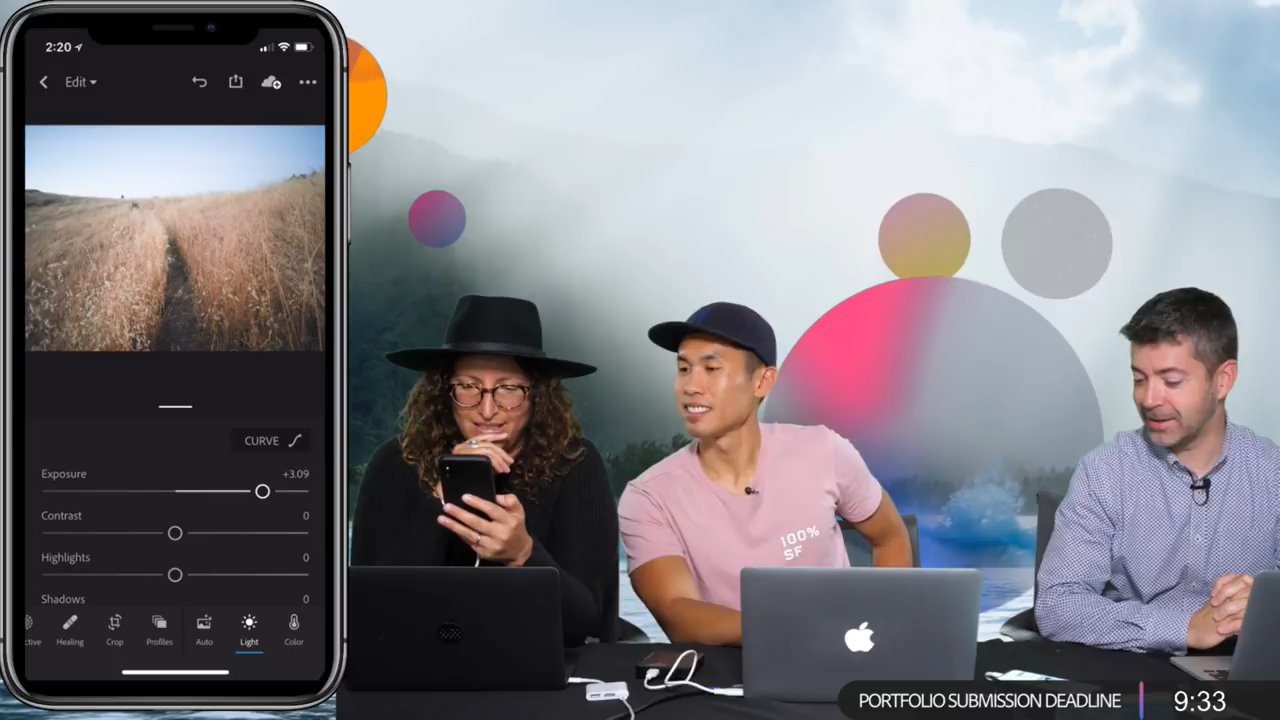 2:20
Edit
CURVE
Exposure +3.09
Contrast 0
Highlights 0
Shadows 0
ctive Healing Crop Profiles Auto Light Color
100%
SF
PORTFOLIO SUBMISSION DEADLINE 9:33